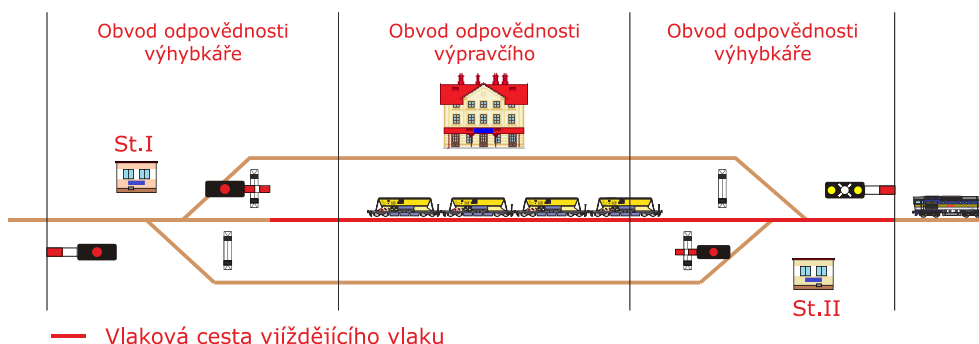 Obvod odpovědnosti
výhybkáře
Obvod odpovědnosti
výpravčího
Obvod odpovědnosti
výhybkáře
St.I
St.II
Vlaková cesta vjíždějícího vlaku